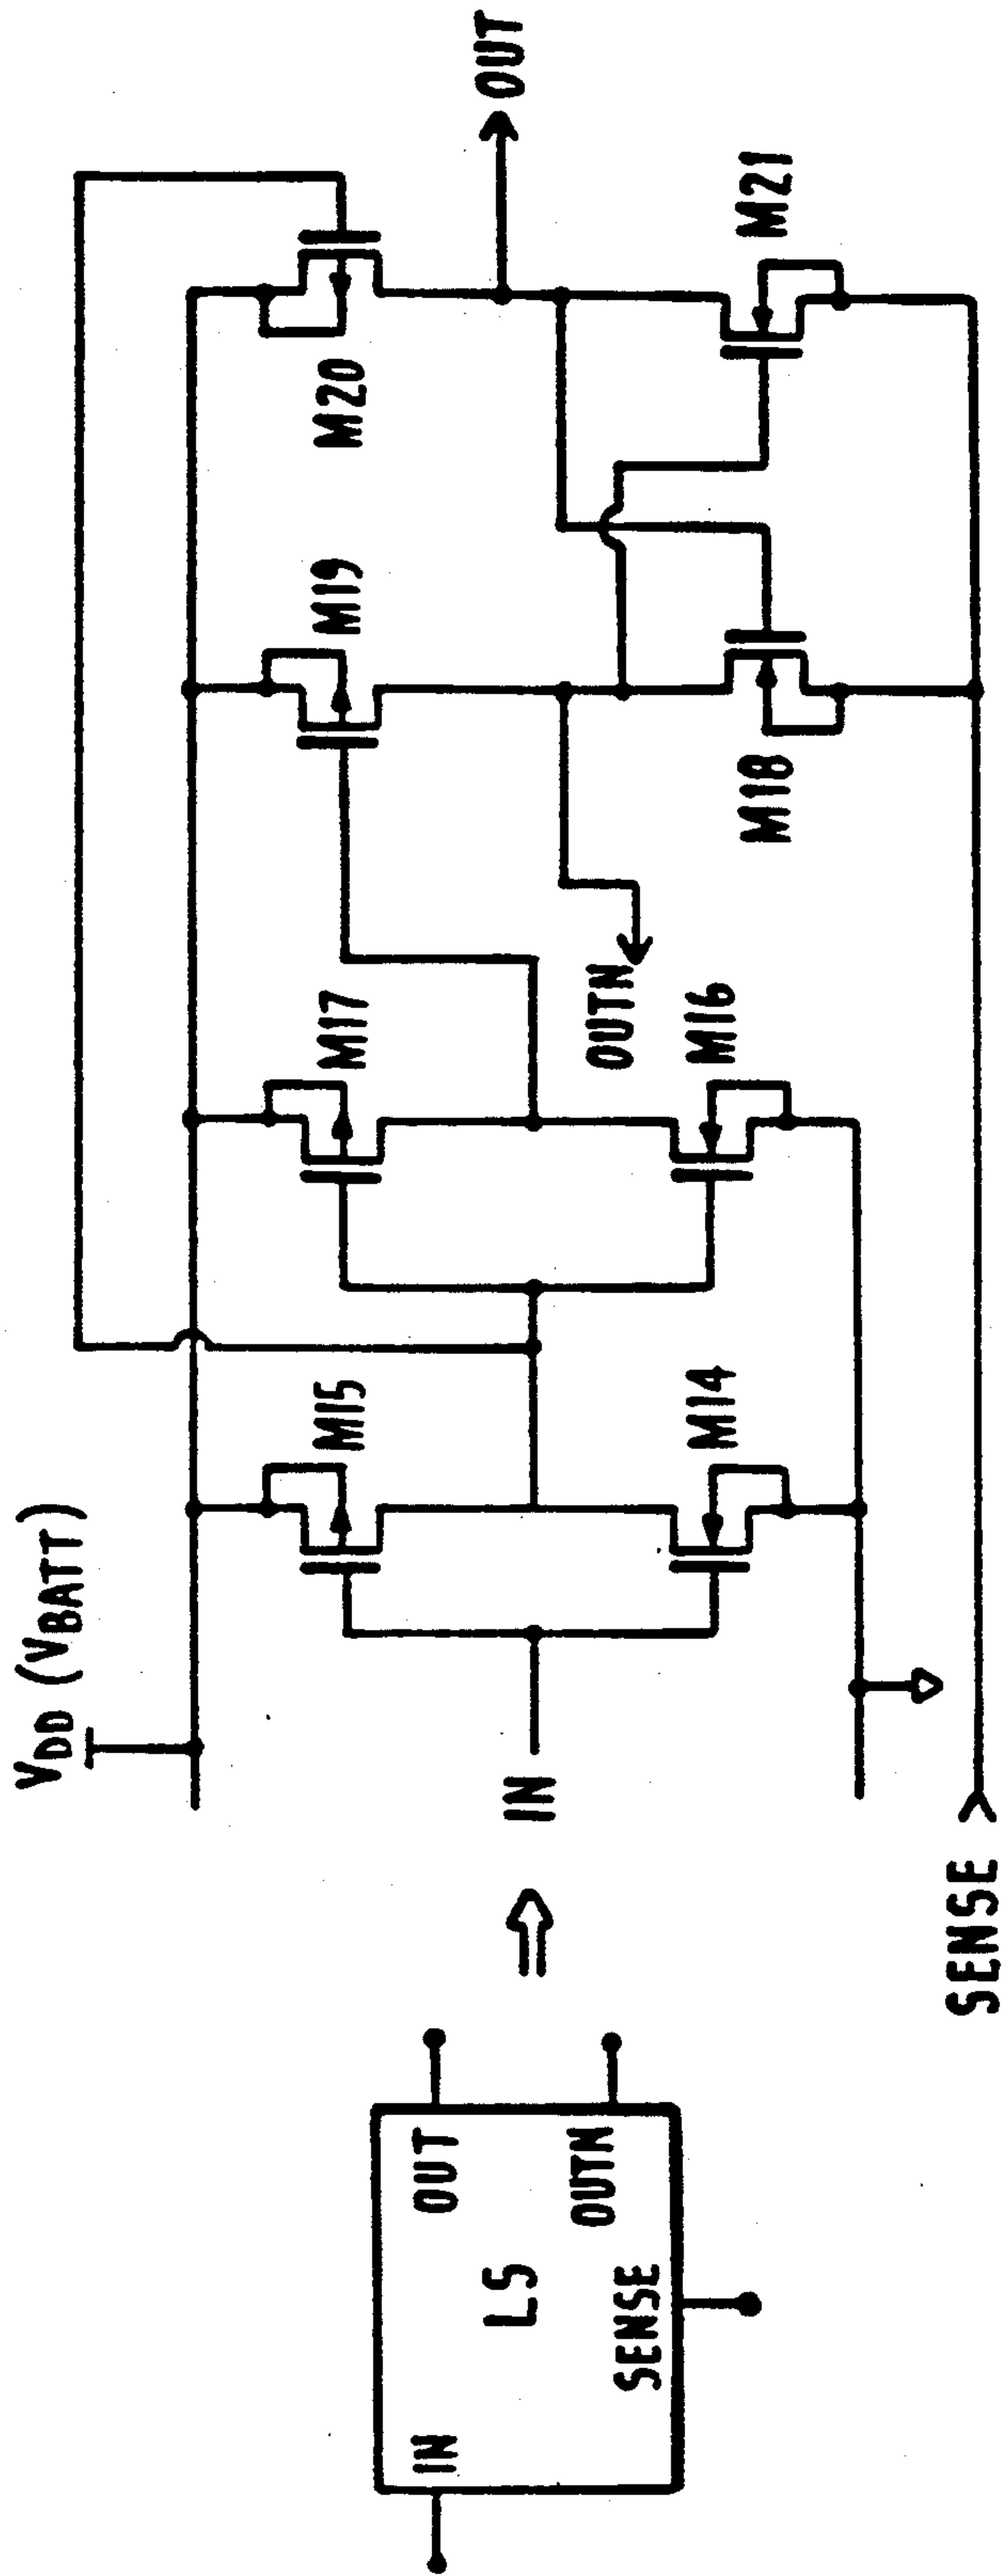 VDD (VBATT)
IN
OUT
LS
OUTN
SENSE
IN
M15
M17
M19
M20
OUT
M14
M16
OUTN
M18
M21
SENSE